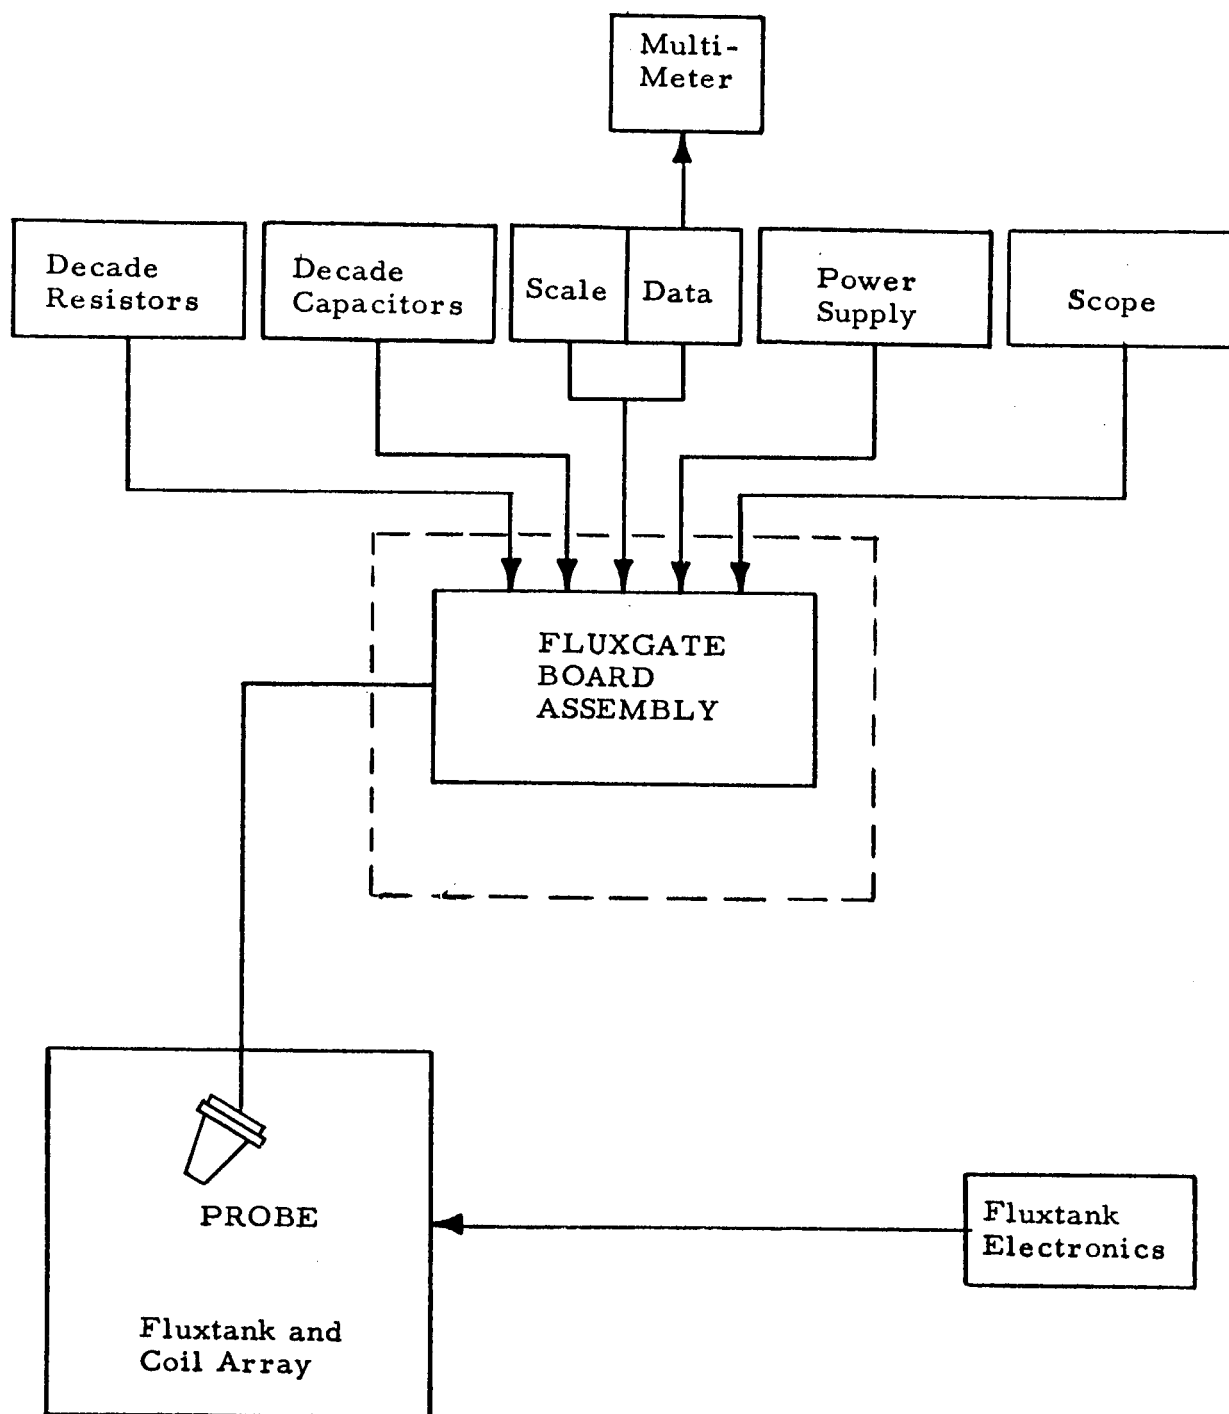 Multi-
Meter
Decade
Resistors
Decade
Capacitors
Scale
Data
Power
Supply
Scope
FLUXGATE
BOARD
ASSEMBLY
PROBE
Fluxtank
Electronics
Fluxtank and
Coil Array